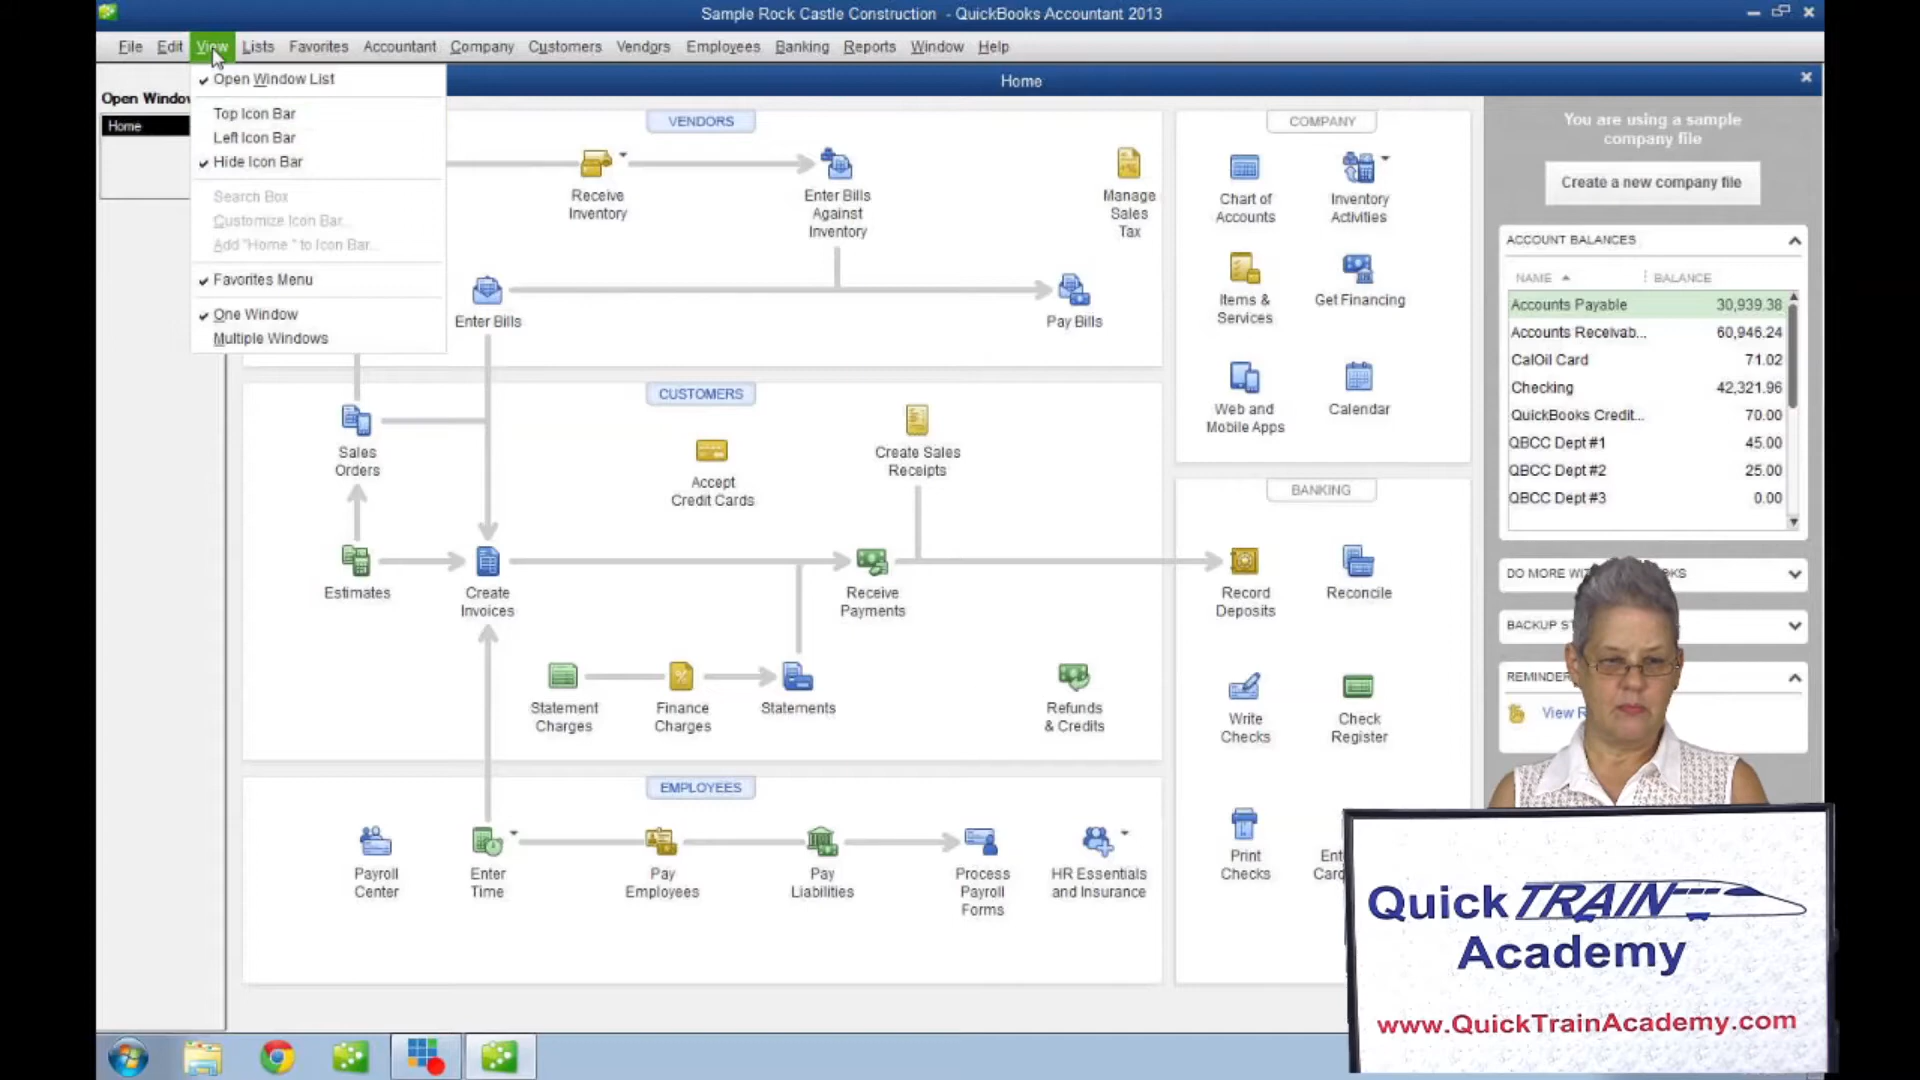 Sample Rock Castle Construction - QuickBooks Accountant 2013
File Edit View Lists Favorites Accountant Company Customers Vendors Employees Banking Reports Window Help
Home
Open Window List
Top Icon Bar
Left Icon Bar
Hide Icon Bar
Search Box
Customize Icon Bar...
Add "Home " to Icon Bar...
Favorites Menu
One Window
Multiple Windows
Home
VENDORS
Receive
Inventory
Enter Bills
Against
Inventory
Manage
Sales
Tax
Enter Bills
Pay Bills
CUSTOMERS
Sales
Orders
Accept
Credit Cards
Create Sales
Receipts
Estimates
Create
Invoices
Receive
Payments
Statement
Charges
Finance
Charges
Statements
Refunds
& Credits
EMPLOYEES
Payroll
Center
Enter
Time
Pay
Employees
Pay
Liabilities
Process
Payroll
Forms
HR Essentials
and Insurance
COMPANY
Chart of
Accounts
Inventory
Activities
Items &
Services
Get Financing
Web and
Mobile Apps
Calendar
BANKING
Record
Deposits
Reconcile
Write
Checks
Check
Register
Print
Checks
You are using a sample
company file
Create a new company file
ACCOUNT BALANCES
NAME BALANCE
Accounts Payable 30,939.38
Accounts Receivab... 60,946.24
CalOil Card 71.02
Checking 42,321.96
QuickBooks Credit... 70.00
QBCC Dept #1 45.00
QBCC Dept #2 25.00
QBCC Dept #3 0.00
DO MORE
BACKUP
View
Quick TRAIN
Academy
www.QuickTrainAcademy.com